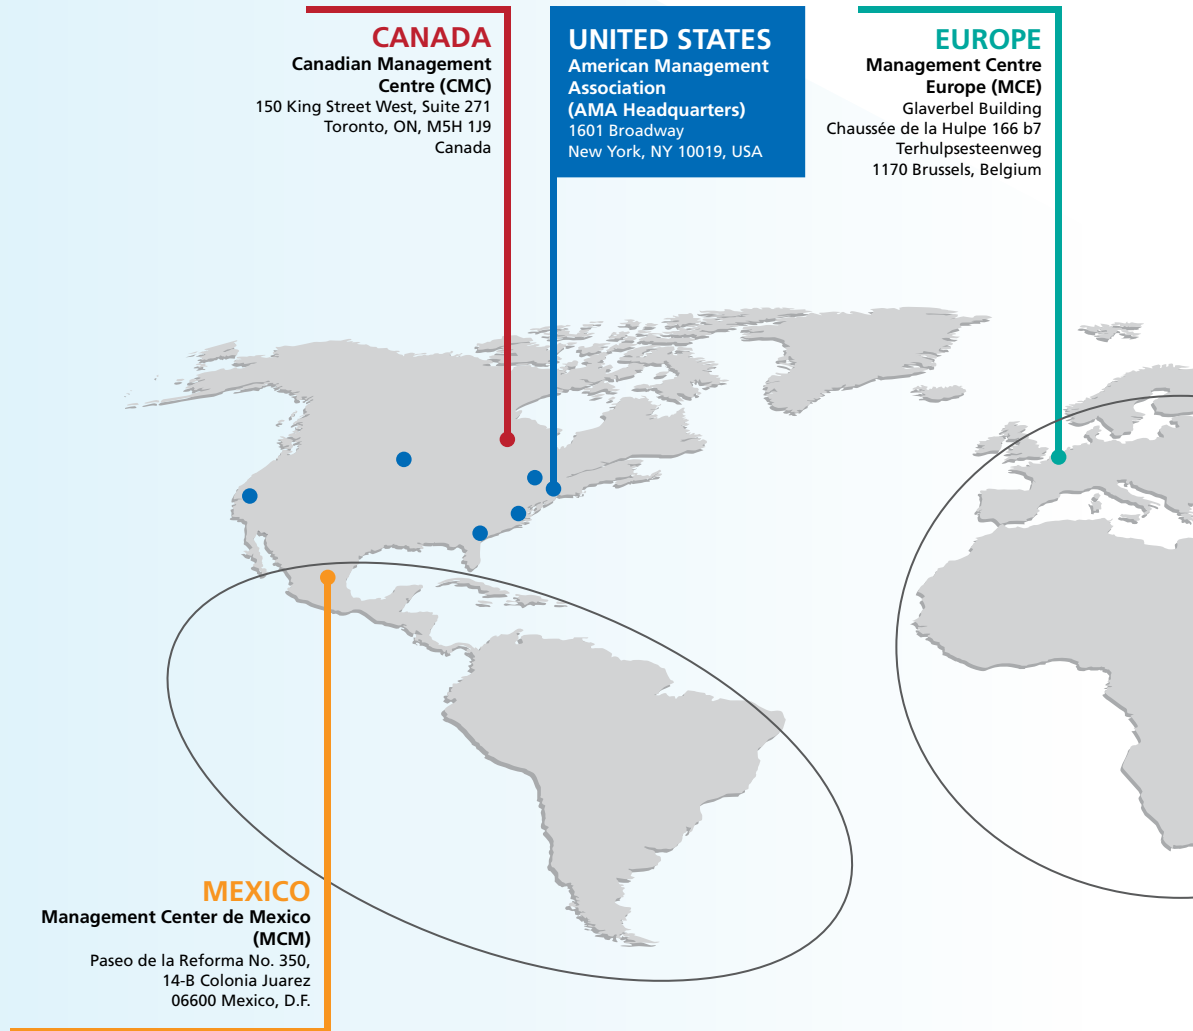 CANADA
Canadian Management
Centre (CMC)
150 King Street West, Suite 271
Toronto, ON, M5H 1J9
Canada
UNITED STATES
American Management
Association
(AMA Headquarters)
1601 Broadway
New York, NY 10019, USA
EUROPE
Management Centre
Europe (MCE)
Glaverbel Building
Chaussée de la Hulpe 166 b7
Terhulpsesteenweg
1170 Brussels, Belgium
MEXICO
Management Center de Mexico
(MCM)
Paseo de la Reforma No. 350,
14-B Colonia Juarez
06600 Mexico, D.F.